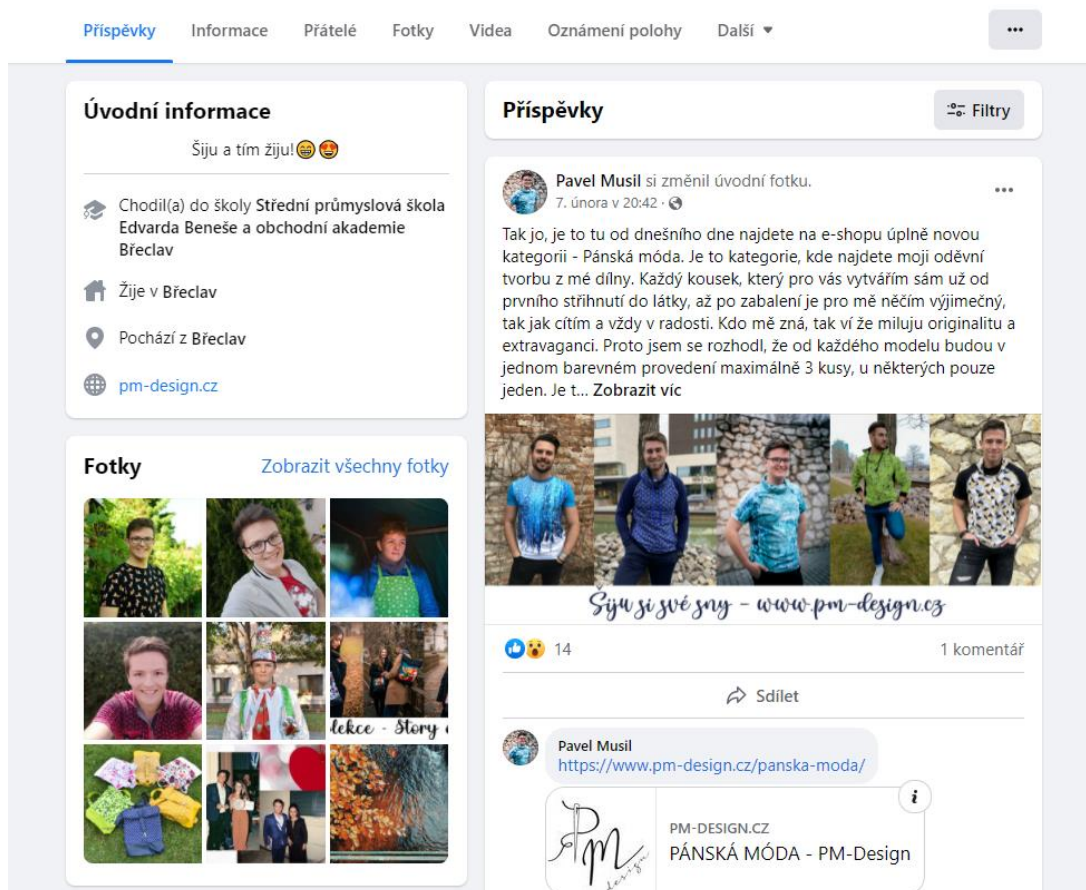 Příspěvky Informace Přátelé Fotky Videa Oznámení polohy Další
Úvodní informace
Šiju a tím žiju!😁🤩
Chodil(a) do školy Střední průmyslová škola
Edvarda Beneše a obchodní akademie
Břeclav
Žije v Břeclav
Pochází z Břeclav
pm-design.cz
Fotky
Zobrazit všechny fotky
lekce - Story
Příspěvky
Filtry
Pavel Musil si změnil úvodní fotku.
7. února v 20:42 ·
Tak jo, je to tu od dnešního dne najdete na e-shopu úplně novou
kategorii - Pánská móda. Je to kategorie, kde najdete moji oděvní
tvorbu z mé dílny. Každý kousek, který pro vás vytvářím sám už od
prvního střihnutí do látky, až po zabalení je pro mě něčím výjimečný,
tak jak cítím a vždy v radosti. Kdo mě zná, tak ví že miluju originalitu a
extravaganci. Proto jsem se rozhodl, že od každého modelu budou v
jednom barevném provedení maximálně 3 kusy, u některých pouze
jeden. Je t... Zobrazit víc
Šiju si své sny - www.pm-design.cz
14
1 komentář
Sdílet
Pavel Musil
https://www.pm-design.cz/panska-moda/
PM design
PM-DESIGN.CZ
PÁNSKÁ MÓDA - PM-Design